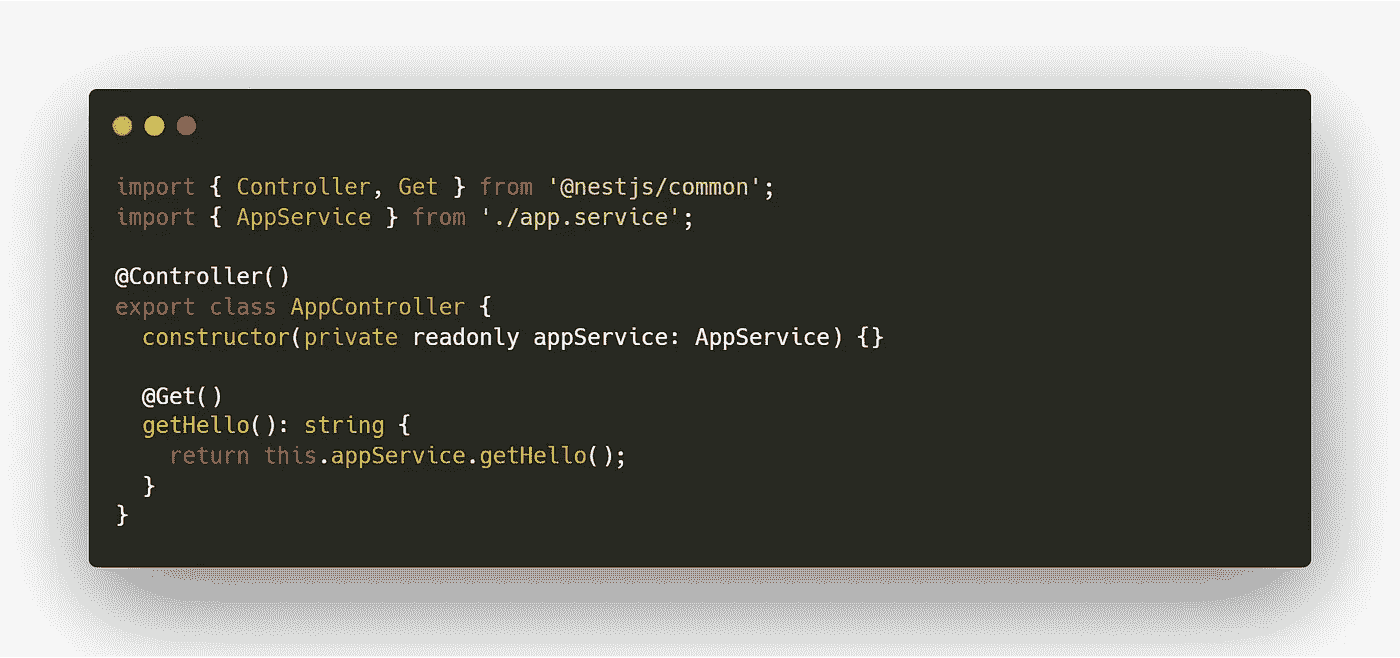 import { Controller, Get } from '@nestjs/common';
import { AppService } from './app.service';
@Controller()
export class AppController {
  constructor(private readonly appService: AppService) {}
  @Get()
  getHello(): string {
    return this.appService.getHello();
  }
}